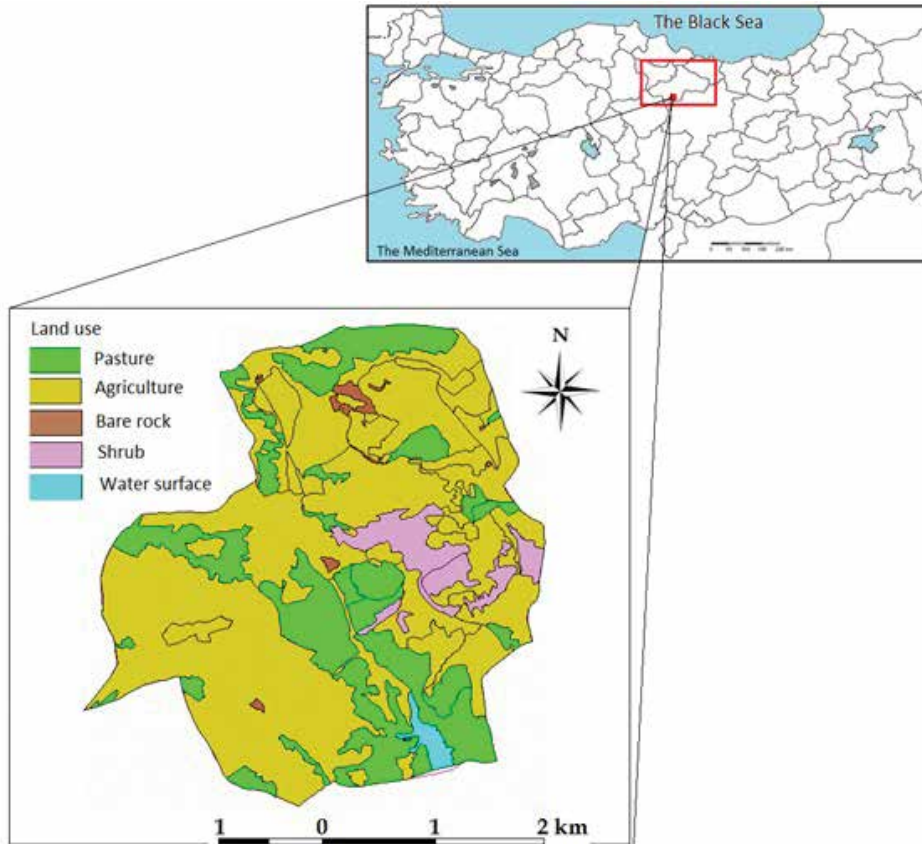 The Black Sea
The Mediterranean Sea
Land use
Pasture
Agriculture
Bare rock
Shrub
Water surface
N
1 0 1 2 km